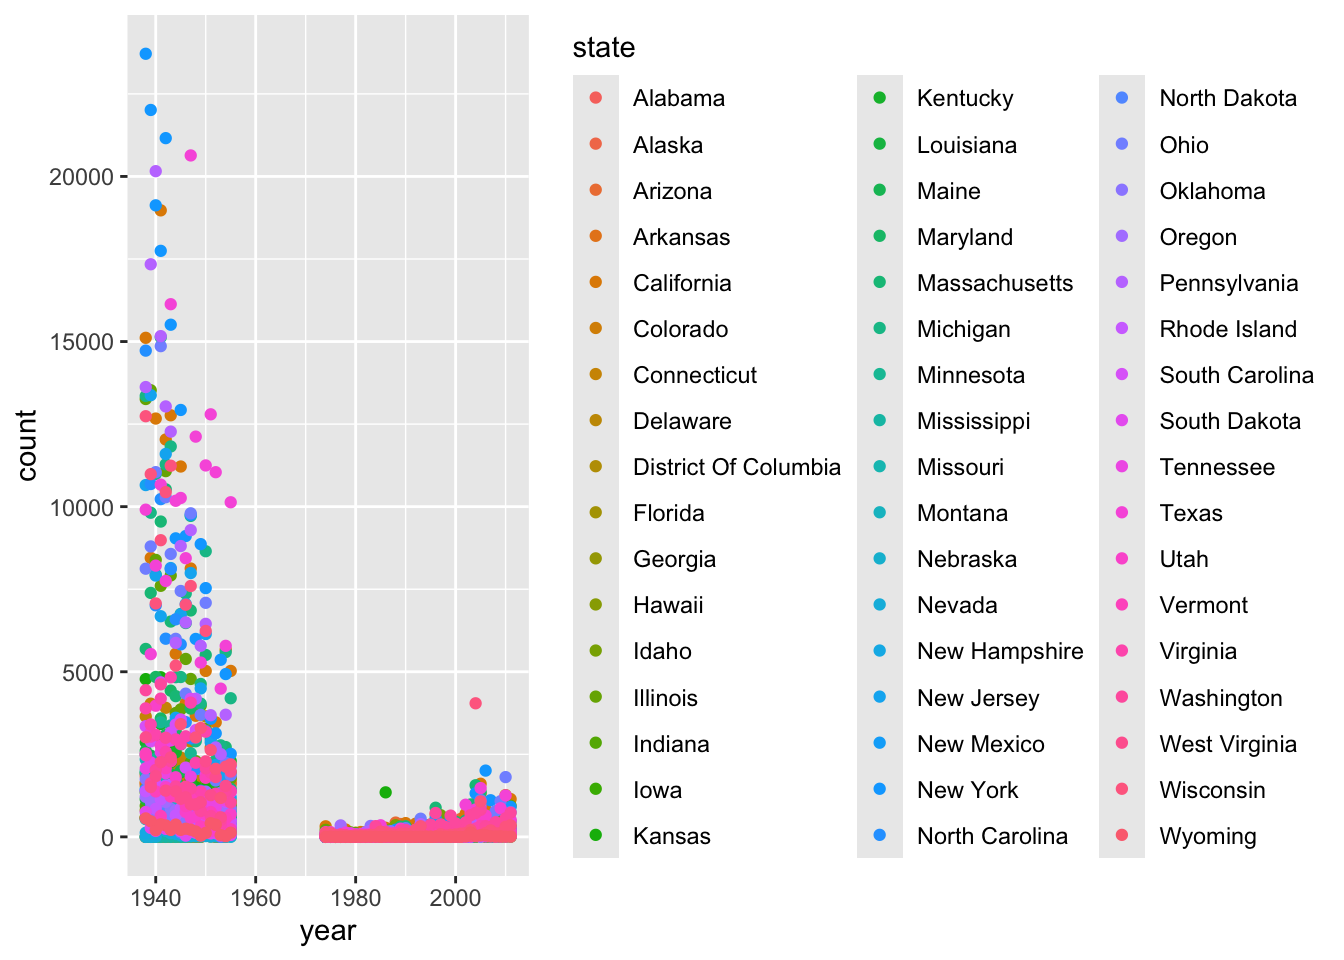 count
20000
15000
10000
5000
0
1940 1960 1980 2000
year
state
Alabama
Alaska
Arizona
Arkansas
California
Colorado
Connecticut
Delaware
District Of Columbia
Florida
Georgia
Hawaii
Idaho
Illinois
Indiana
Iowa
Kansas
Kentucky
Louisiana
Maine
Maryland
Massachusetts
Michigan
Minnesota
Mississippi
Missouri
Montana
Nebraska
Nevada
New Hampshire
New Jersey
New Mexico
New York
North Carolina
North Dakota
Ohio
Oklahoma
Oregon
Pennsylvania
Rhode Island
South Carolina
South Dakota
Tennessee
Texas
Utah
Vermont
Virginia
Washington
West Virginia
Wisconsin
Wyoming